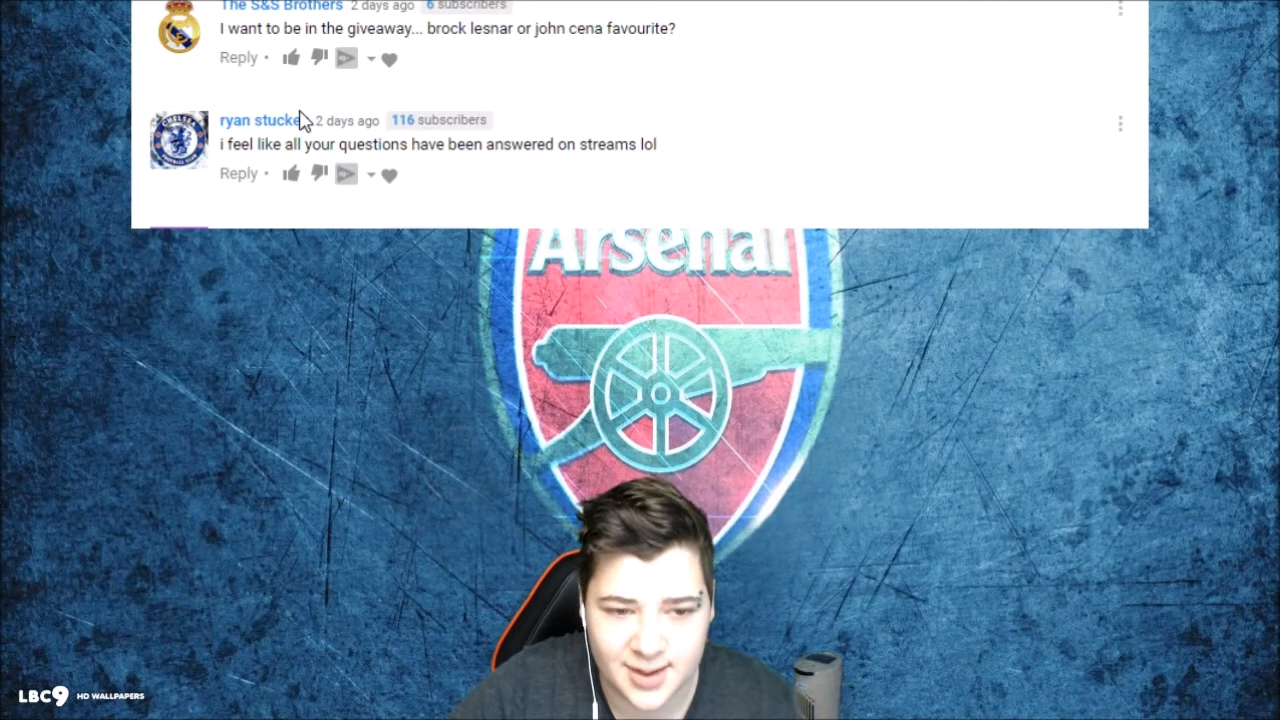 The S&S Brothers 2 days ago 6 subscribers
I want to be in the giveaway... brock lesnar or john cena favourite?
Reply •
ryan stucke 2 days ago 116 subscribers
i feel like all your questions have been answered on streams lol
Reply •
CHELSEA
Arsenal
LBC9 HD WALLPAPERS